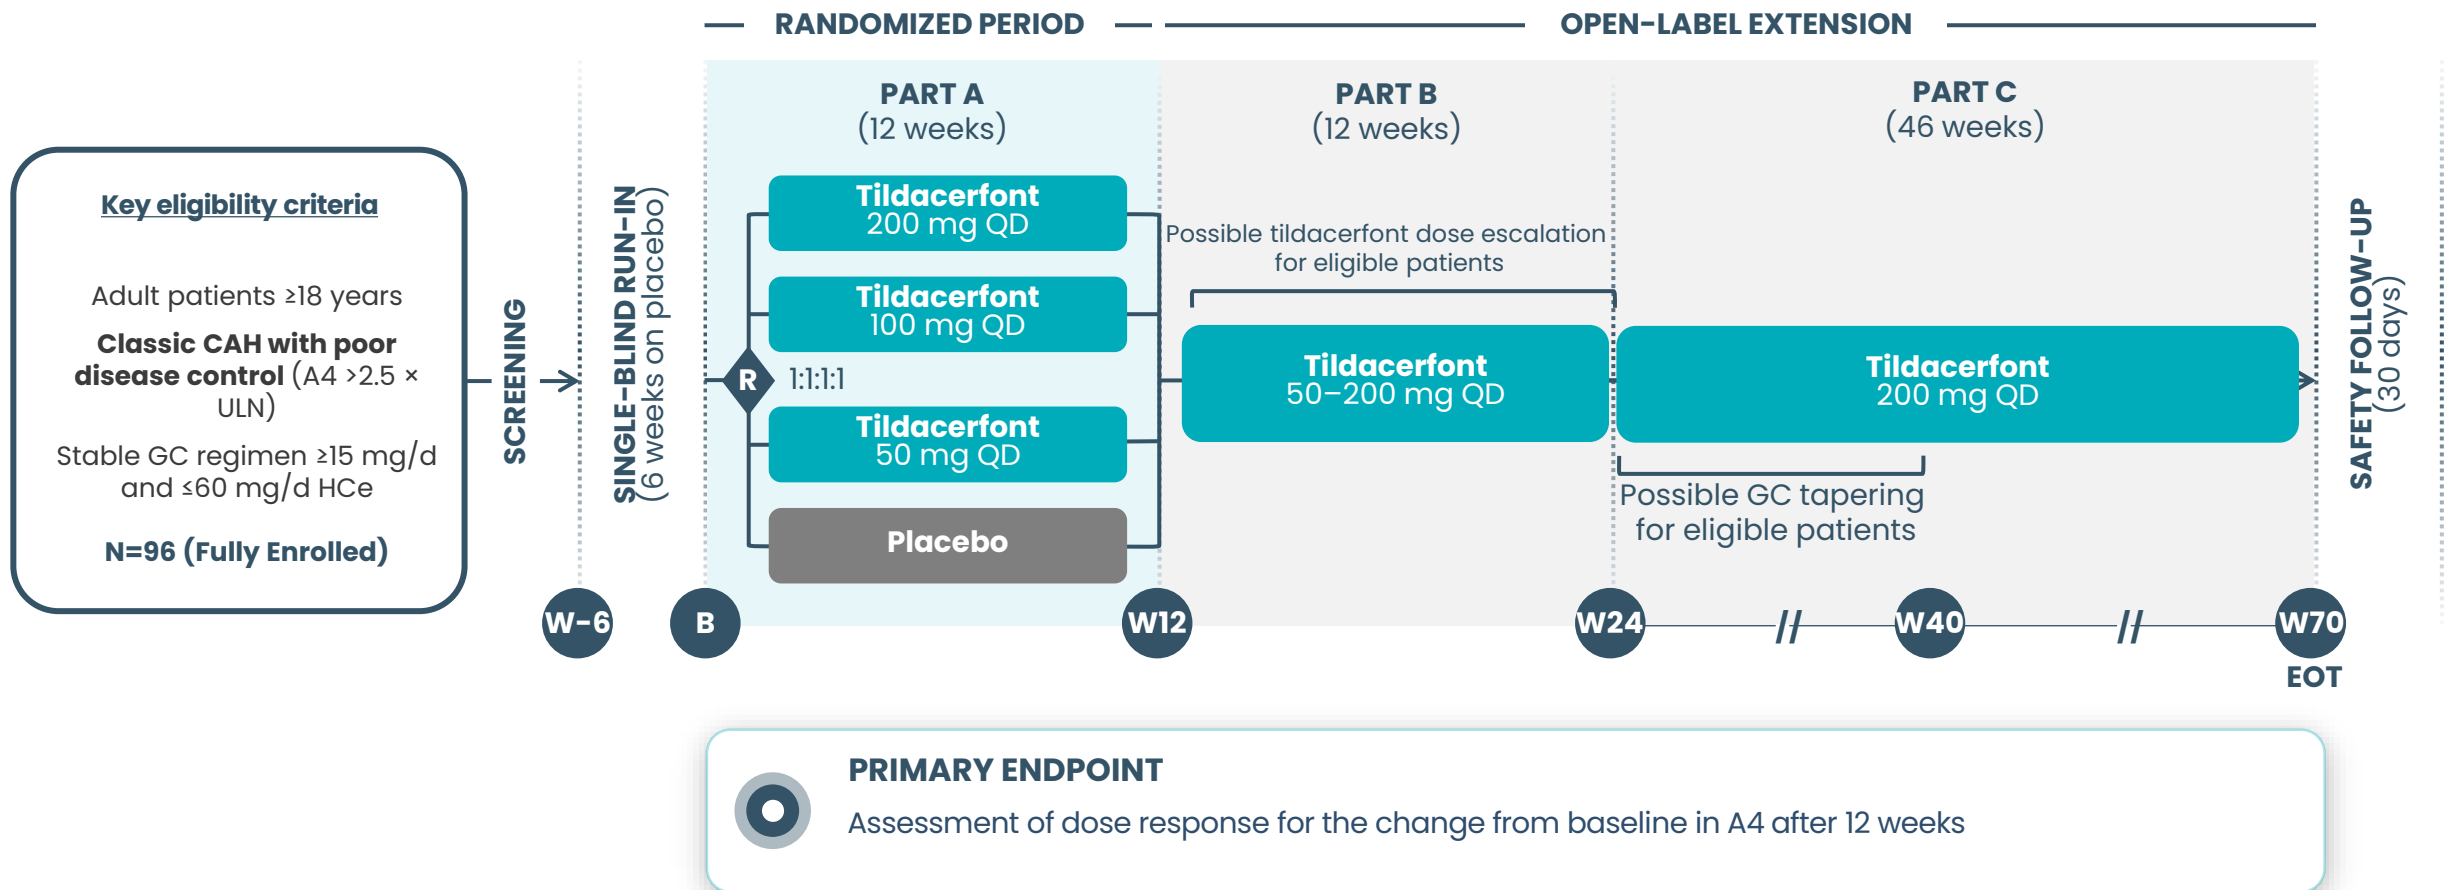 RANDOMIZED PERIOD
OPEN-LABEL EXTENSION
Key eligibility criteria
Adult patients ≥18 years
Classic CAH with poor
disease control (A4 >2.5 ×
ULN)
Stable GC regimen ≥15 mg/d
and ≤60 mg/d HCe
N=96 (Fully Enrolled)
SCREENING
SINGLE-BLIND RUN-IN
(6 weeks on placebo)
PART A
(12 weeks)
Tildacerfont
200 mg QD
Tildacerfont
100 mg QD
R
1:1:1:1
Tildacerfont
50 mg QD
Placebo
PART B
(12 weeks)
Possible tildacerfont dose escalation
for eligible patients
Tildacerfont
50–200 mg QD
PART C
(46 weeks)
Tildacerfont
200 mg QD
Possible GC tapering
for eligible patients
SAFETY FOLLOW-UP
(30 days)
W-6
B
W12
W24
//
W40
//
W70
EOT
PRIMARY ENDPOINT
Assessment of dose response for the change from baseline in A4 after 12 weeks